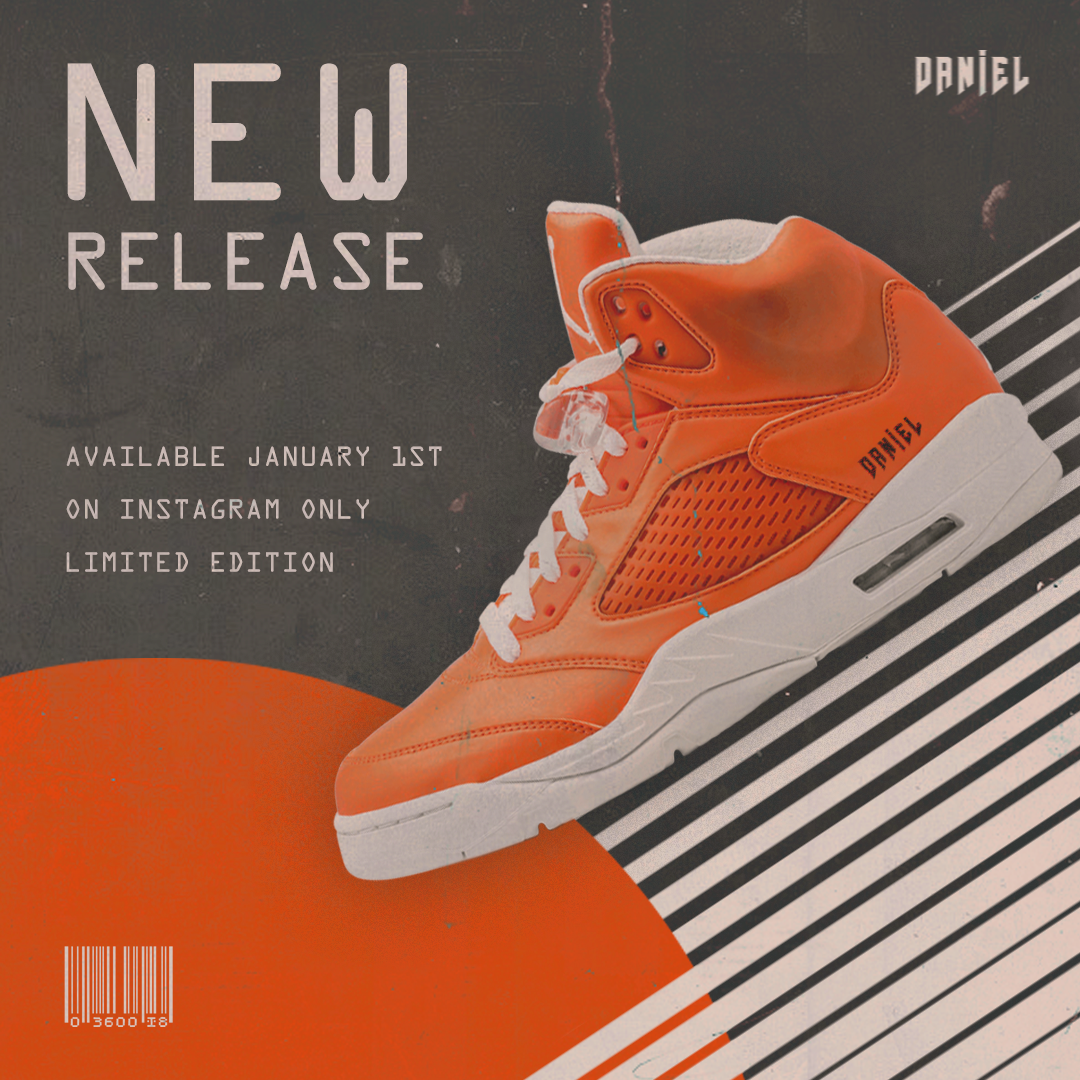 DANIEL
NEW
RELEASE
AVAILABLE JANUARY 1ST
ON INSTAGRAM ONLY
LIMITED EDITION
DANIEL
0 3600 18